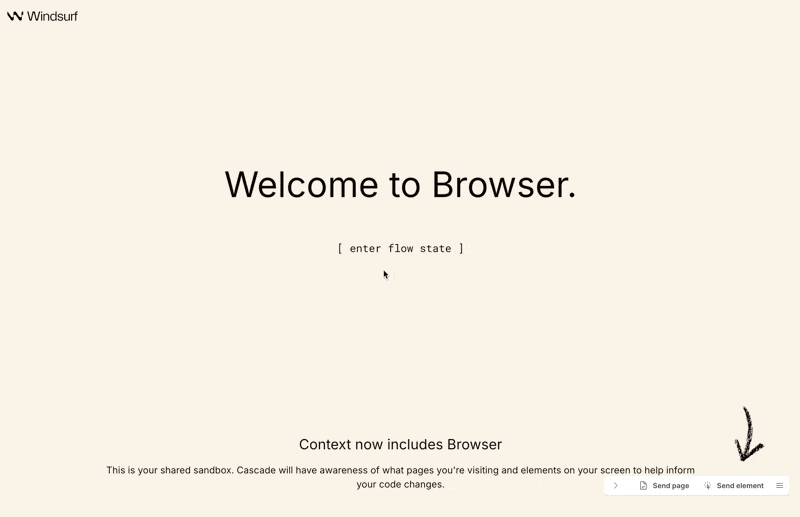 Windsurf
Welcome to Browser.
[ enter flow state ]
Context now includes Browser
This is your shared sandbox. Cascade will have awareness of what pages you're visiting and elements on your screen to help inform
your code changes.
Send page
Send element